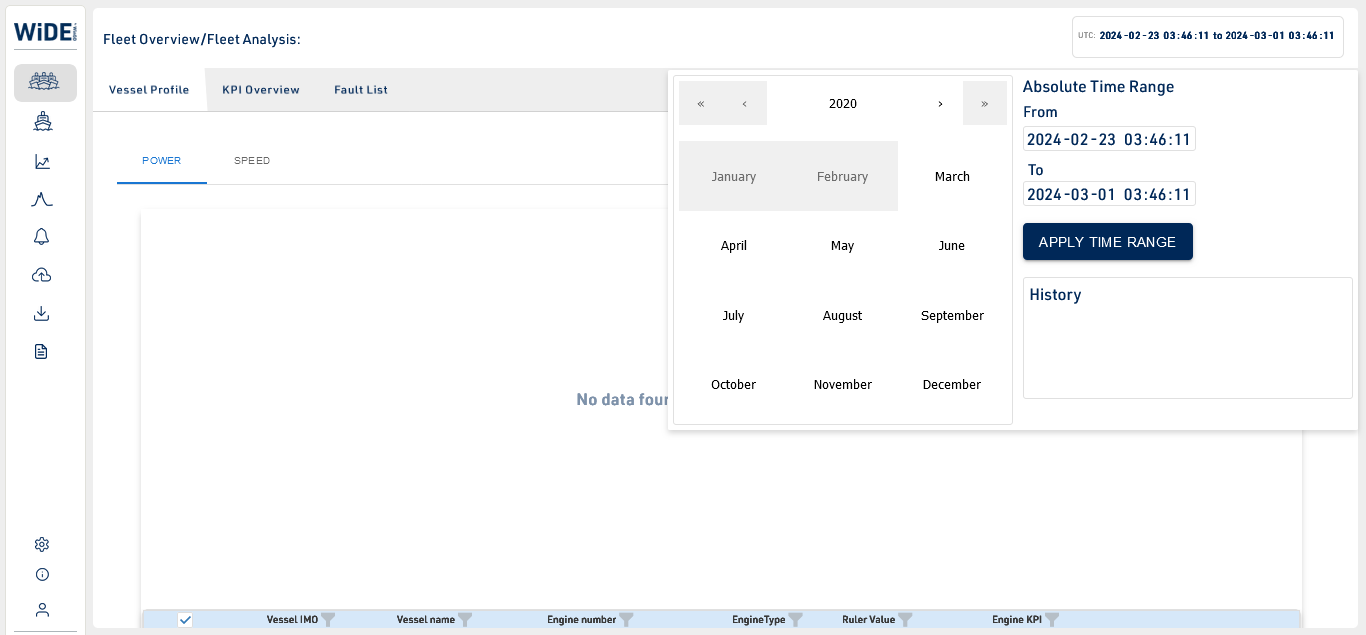 WiDE
Fleet Overview/Fleet Analysis:
UTC: 2024-02-23 03:46:11 to 2024-03-01 03:46:11
Vessel Profile KPI Overview Fault List
POWER SPEED
« ‹ 2020 › »
January February March
April May June
July August September
October November December
Absolute Time Range
From
2024-02-23 03:46:11
To
2024-03-01 03:46:11
APPLY TIME RANGE
History
No data four
Vessel IMO Vessel name Engine number EngineType Ruler Value Engine KPI